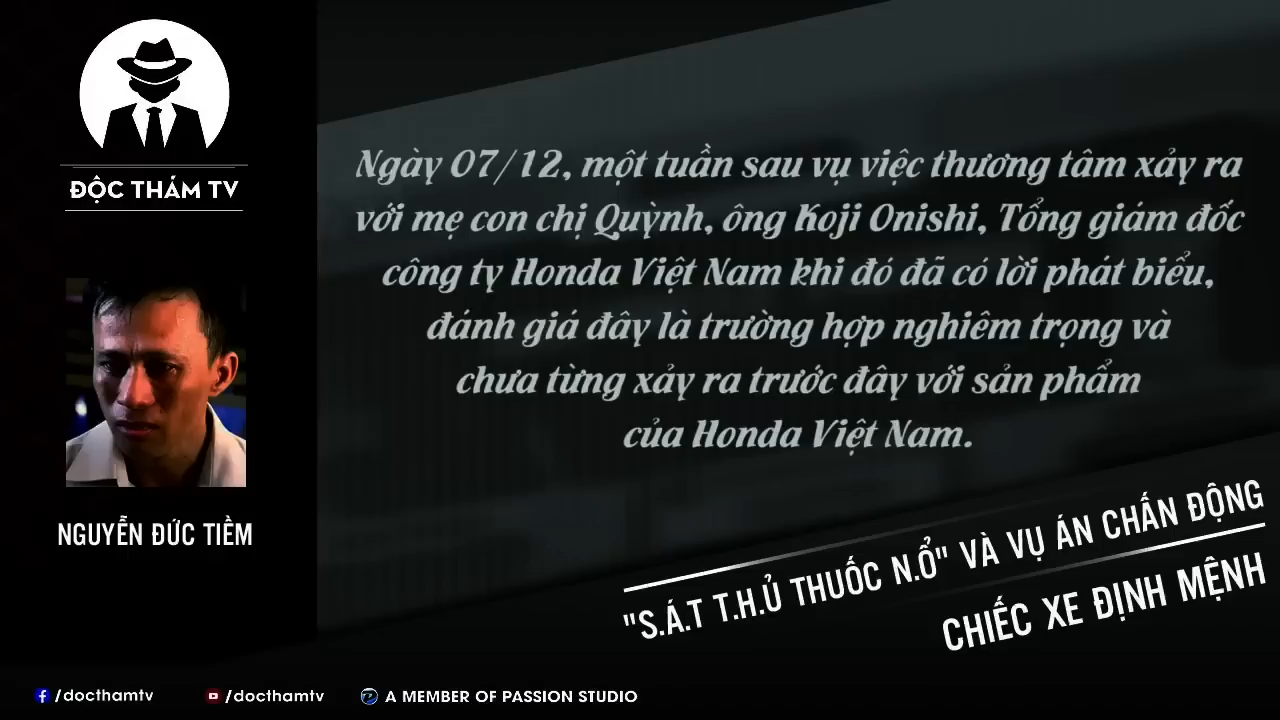 ĐỘC THÁM TV
NGUYỄN ĐỨC TIỀM
Ngày 07/12, một tuần sau vụ việc thương tâm xảy ra
với mẹ con chị Quỳnh, ông Koji Onishi, Tổng giám đốc
công ty Honda Việt Nam khi đó đã có lời phát biểu,
đánh giá đây là trường hợp nghiêm trọng và
chưa từng xảy ra trước đây với sản phẩm
của Honda Việt Nam.
"S.Á.T T.H.Ủ THUỐC N.Ổ" VÀ VỤ ÁN CHẤN ĐỘNG
CHIẾC XE ĐỊNH MỆNH
/docthamtv
/docthamtv
A MEMBER OF PASSION STUDIO